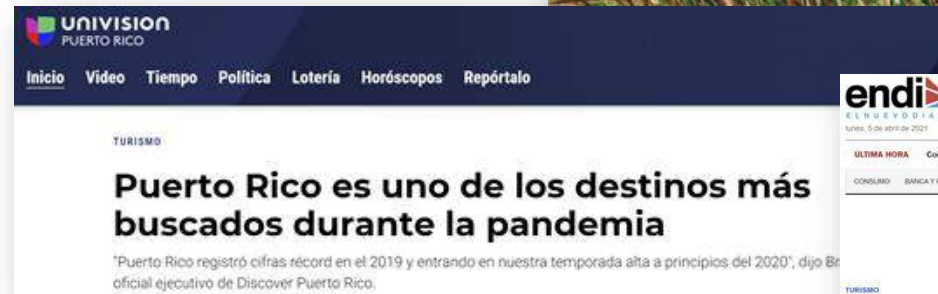 UNIVISION
PUERTO RICO
Inicio Video Tiempo Política Lotería Horóscopos Repórtalo
TURISMO
Puerto Rico es uno de los destinos más
buscados durante la pandemia
"Puerto Rico registró cifras récord en el 2019 y entrando en nuestra temporada alta a principios del 2020", dijo
oficial ejecutivo de Discover Puerto Rico.
endi
ELNUEVODIA
lunes, 5 de abril de 2021
ULTIMA HORA
CONSUMO BANCA Y
TURISMO